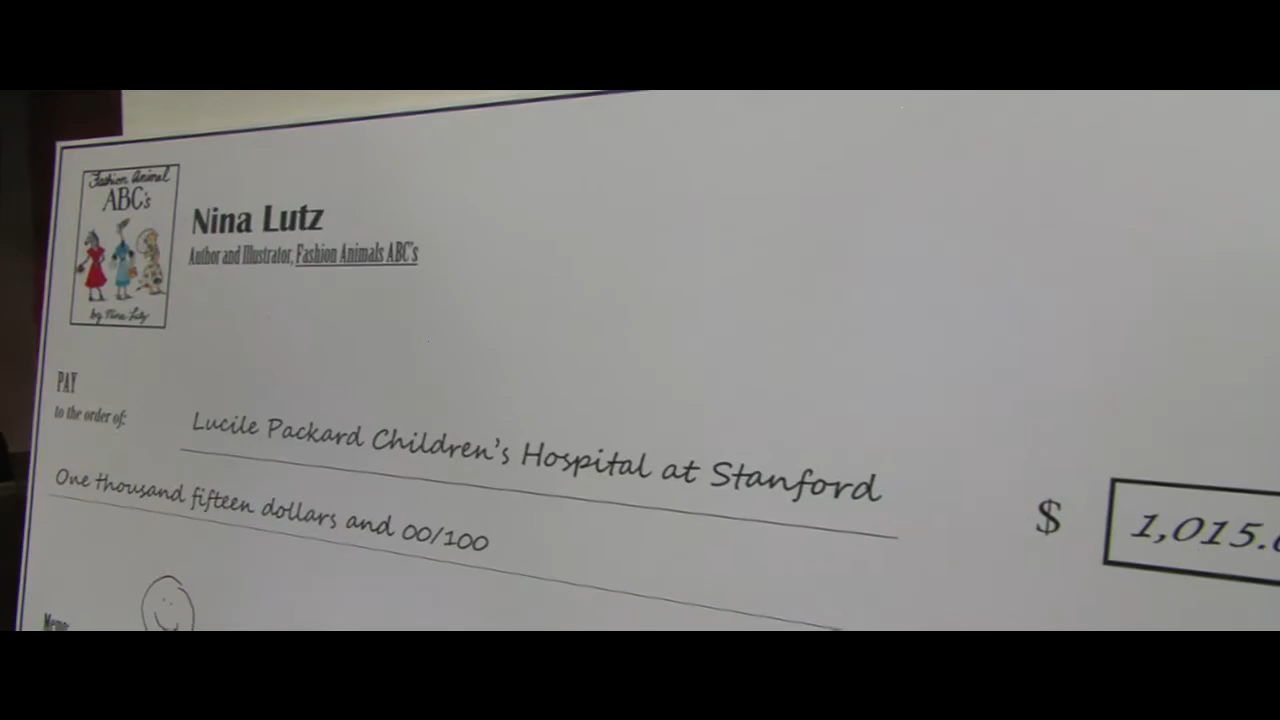 Fashion Animal
ABC's
by Nina Lutz
Nina Lutz
Author and Illustrator, Fashion Animals ABC's
PAY
to the order of:
Lucile Packard Children's Hospital at Stanford
One thousand fifteen dollars and 00/100
$ 1,015.
Memo: